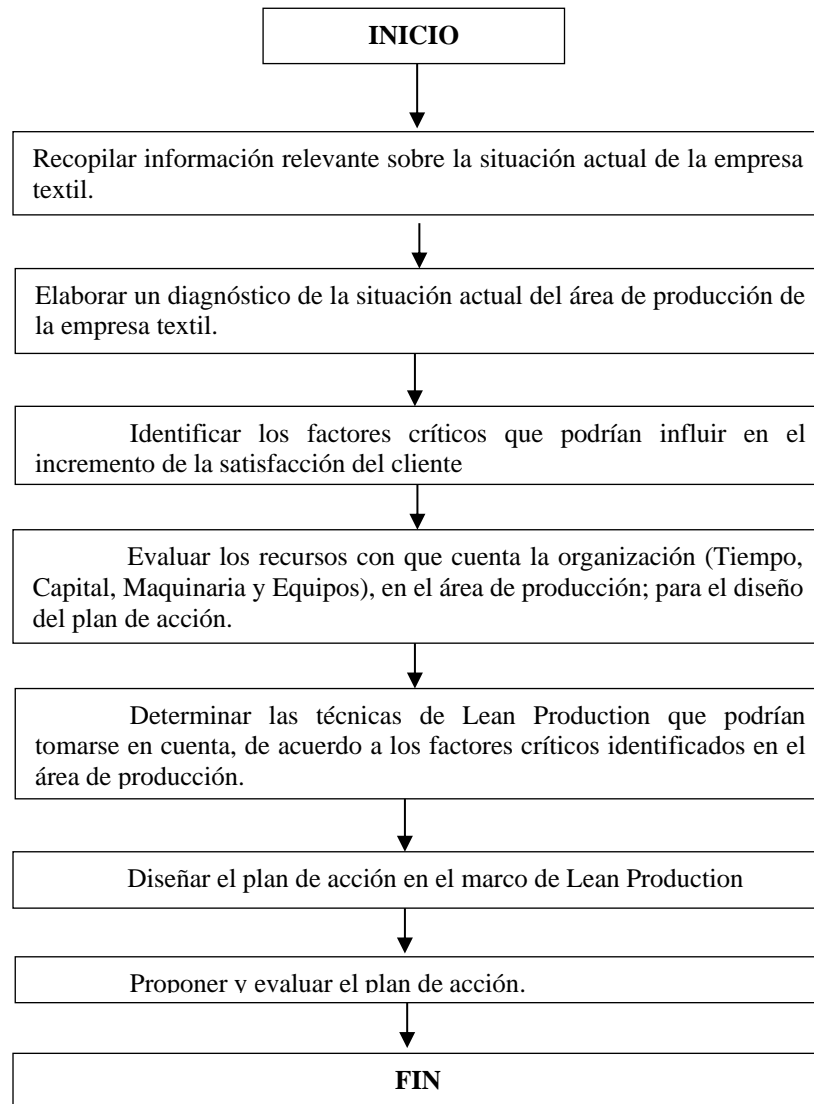 INICIO
Recopilar información relevante sobre la situación actual de la empresa
textil.
Elaborar un diagnóstico de la situación actual del área de producción de
la empresa textil.
Identificar los factores críticos que podrían influir en el
incremento de la satisfacción del cliente
Evaluar los recursos con que cuenta la organización (Tiempo,
Capital, Maquinaria y Equipos), en el área de producción; para el diseño
del plan de acción.
Determinar las técnicas de Lean Production que podrían
tomarse en cuenta, de acuerdo a los factores críticos identificados en el
área de producción.
Diseñar el plan de acción en el marco de Lean Production
Proponer y evaluar el plan de acción.
FIN